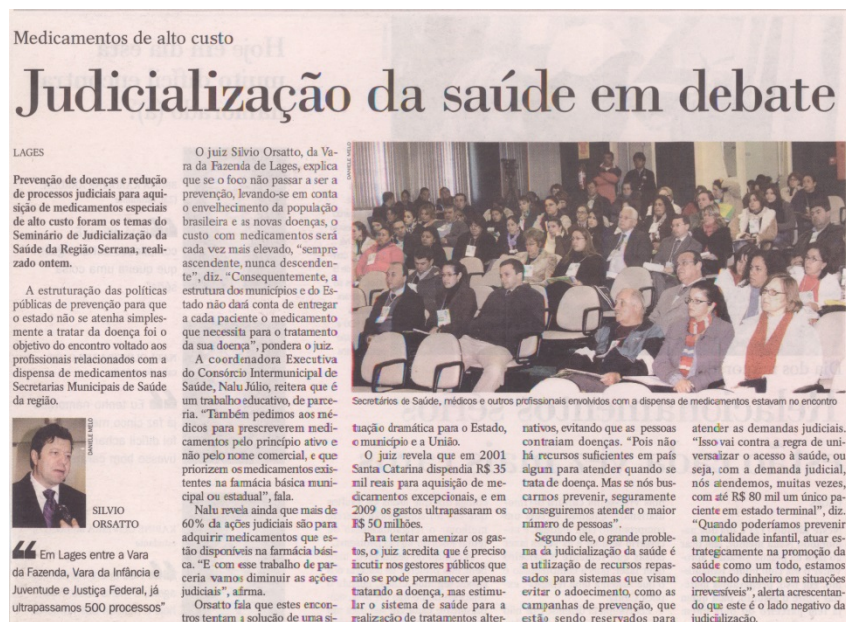 Medicamentos de alto custo
Judicialização da saúde em debate
LAGES
Prevenção de doenças e redução
de processos judiciais para aqui-
sição de medicamentos especiais
de alto custo foram os temas do
Seminário de Judicialização da
Saúde da Região Serrana, reali-
zado ontem.
A estruturação das políticas
públicas de prevenção para que
o estado não se atenha simples-
mente a tratar da doença foi o
objetivo do encontro voltado aos
profissionais relacionados com a
dispensa de medicamentos nas
Secretarias Municipais de Saúde
da região.
DANIELE MELO
SILVIO
ORSATTO
“ Em Lages entre a Vara
da Fazenda, Vara da Infância e
Juventude e Justiça Federal, já
ultrapassamos 500 processos”
O juiz Silvio Orsatto, da Va-
ra da Fazenda de Lages, explica
que se o foco não passar a ser a
prevenção, levando-se em conta
o envelhecimento da população
brasileira e as novas doenças, o
custo com medicamentos será
cada vez mais elevado, “sempre
ascendente, nunca descenden-
te”, diz. “Consequentemente, a
estrutura dos municípios e do Es-
tado não dará conta de entregar
a cada paciente o medicamento
que necessita para o tratamento
da sua doença”, pondera o juiz.
A coordenadora Executiva
do Consórcio Intermunicipal de
Saúde, Nalu Júlio, reitera que é
um trabalho educativo, de parce-
ria. “Também pedimos aos mé-
dicos para prescreverem medi-
camentos pelo princípio ativo e
não pelo nome comercial, e que
priorizem os medicamentos exis-
tentes na farmácia básica muni-
cipal ou estadual”, fala.
Nalu revela ainda que mais de
60% da ações judiciais são para
adquirir medicamentos que es-
tão disponíveis na farmácia bási-
ca. “E com esse trabalho de par-
ceria vamos diminuir as ações
judiciais”, afirma.
Orsatto fala que estes encon-
tros tentam a solução de uma si-
DANIELE MELO
Secretários de Saúde, médicos e outros profissionais envolvidos com a dispensa de medicamentos estavam no encontro
tuação dramática para o Estado,
o município e a União.
O juiz revela que em 2001
Santa Catarina dispendia R$ 35
mil reais para aquisição de me-
dicamentos excepcionais, e em
2009 os gastos ultrapassaram os
R$ 50 milhões.
Para tentar amenizar os gas-
tos, o juiz acredita que é preciso
incutir nos gestores públicos que
não se pode permanecer apenas
tratando a doença, mas estimu-
lar o sistema de saúde para a
realização de tratamentos alter-
nativos, evitando que as pessoas
contraiam doenças. “Pois não
há recursos suficientes em país
algum para atender quando se
trata de doença. Mas se nós bus-
carmos prevenir, seguramente
conseguiremos atender o maior
número de pessoas”.
Segundo ele, o grande proble-
ma da judicialização da saúde é
a utilização de recursos repas-
sados para sistemas que visam
evitar o adoecimento, como as
campanhas de prevenção, que
estão sendo reservados para
atender as demandas judiciais.
“Isso vai contra a regra de uni-
versalizar o acesso à saúde, ou
seja, com a demanda judicial,
nós atendemos, muitas vezes,
com até R$ 80 mil um único pa-
ciente em estado terminal”, diz.
“Quando poderíamos prevenir
a mortalidade infantil, atuar es-
trategicamente na promoção da
saúde como um todo, estamos
colocando dinheiro em situações
irreversíveis”, alerta acrescentan-
do que este é o lado negativo da
judicialização.